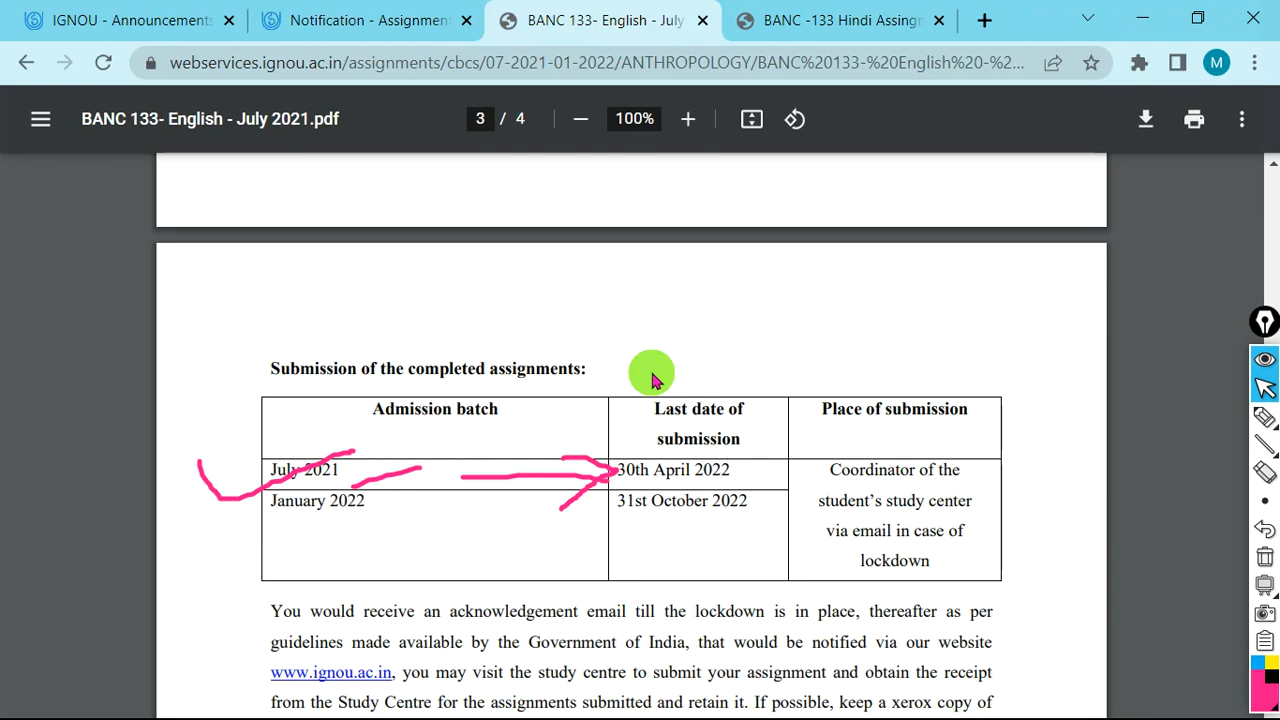 IGNOU - Announcements
Notification - Assignment
BANC 133- English - July
BANC -133 Hindi Assingn
webservices.ignou.ac.in/assignments/cbcs/07-2021-01-2022/ANTHROPOLOGY/BANC%20133-%20English%20-%2...
M
BANC 133- English - July 2021.pdf
3 / 4
100%
Submission of the completed assignments:
Admission batch
Last date of
submission
Place of submission
July 2021
30th April 2022
January 2022
31st October 2022
Coordinator of the
student's study center
via email in case of
lockdown
You would receive an acknowledgement email till the lockdown is in place, thereafter as per
guidelines made available by the Government of India, that would be notified via our website
www.ignou.ac.in, you may visit the study centre to submit your assignment and obtain the receipt
from the Study Centre for the assignments submitted and retain it. If possible, keep a xerox copy of